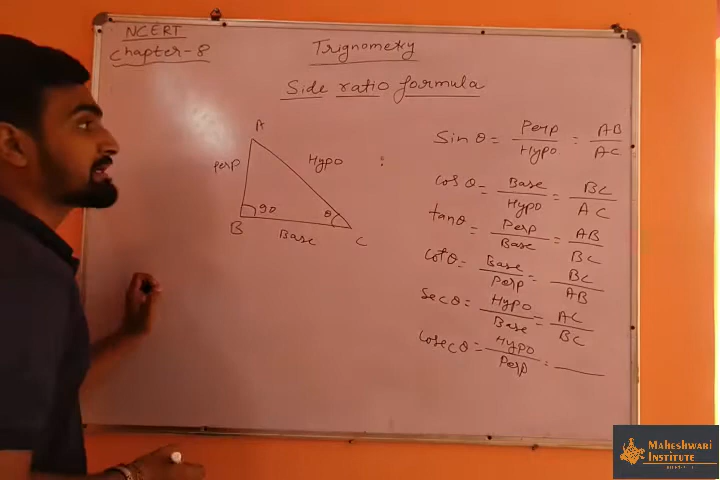 NCERT
Chapter-8
Trignometry
Side ratio formula
A
Perp
Hypo
:
90
θ
B
Base
C
Sin θ = Perp / Hypo = AB / AC
Cos θ = Base / Hypo = BC / AC
tan θ = Perp / Base = AB / BC
Cot θ = Base / Perp = BC / AB
Sec θ = Hypo / Base = AC / BC
Cosec θ = Hypo / Perp =
Maheshwari
Institute